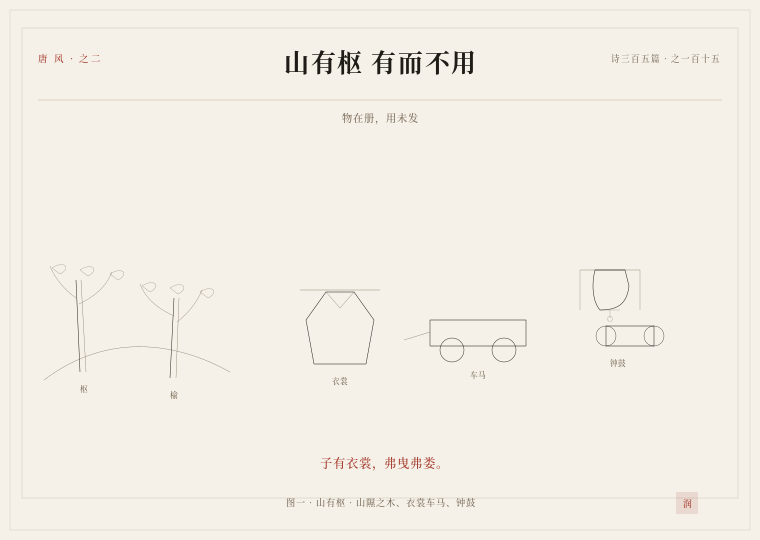 唐 风 · 之二
山有枢 有而不用
诗三百五篇 · 之一百十五
物在册，用未发
枢
榆
衣裳
车马
钟鼓
子有衣裳，弗曳弗娄。
图一 · 山有枢 · 山隰之木、衣裳车马、钟鼓